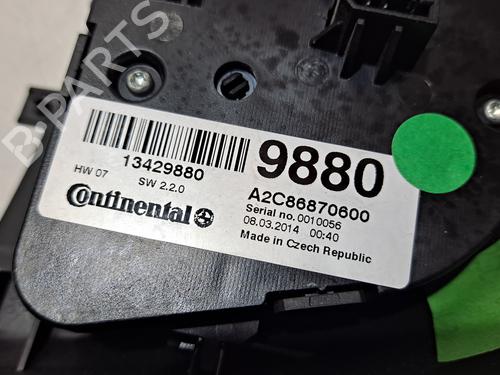 B-PARTS
13429880
HW 07
SW 2.2.0
Continental
9880
A2C86870600
Serial no. 0010056
08.03.2014 00:40
Made in Czech Republic